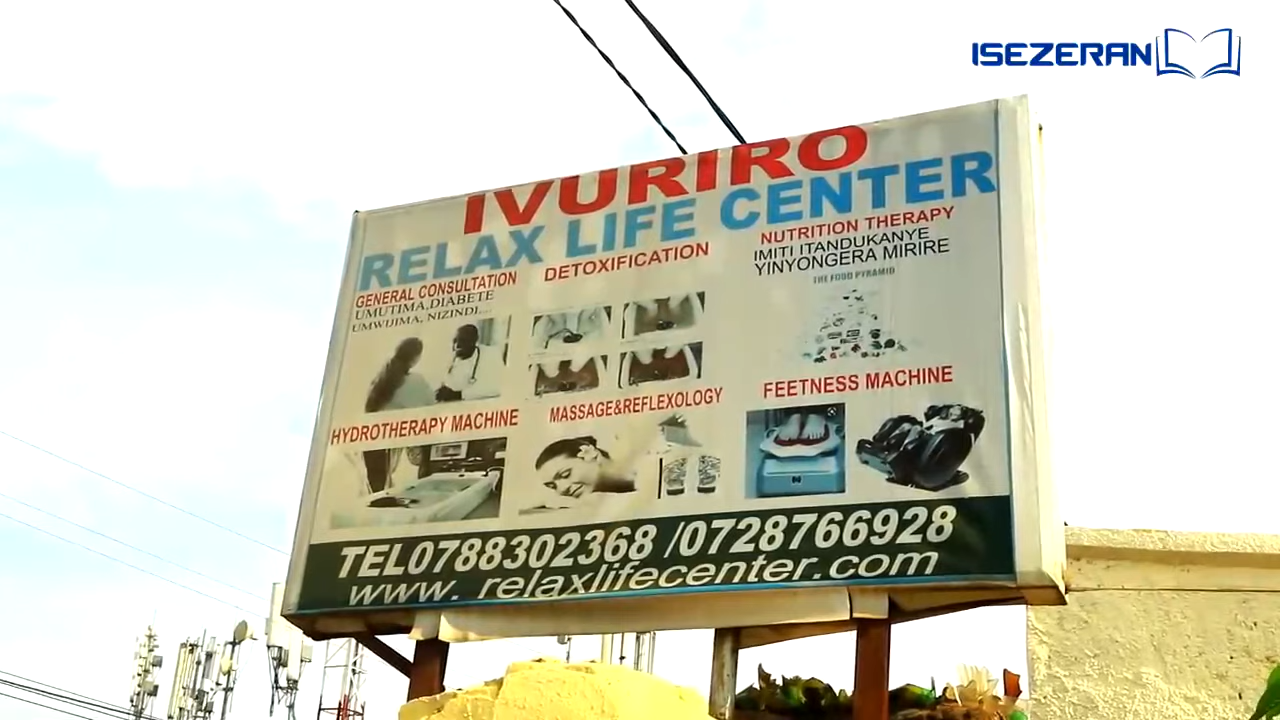 ISEZERAN
IVURIRO
RELAX LIFE CENTER
GENERAL CONSULTATION
UMUTIMA,DIABETE
UMWIJIMA, NIZINDI...
DETOXIFICATION
NUTRITION THERAPY
IMITI ITANDUKANYE
YINYONGERA MIRIRE
THE FOOD PYRAMID
HYDROTHERAPY MACHINE
MASSAGE&REFLEXOLOGY
FEETNESS MACHINE
TEL0788302368 /0728766928
www. relaxlifecenter.com